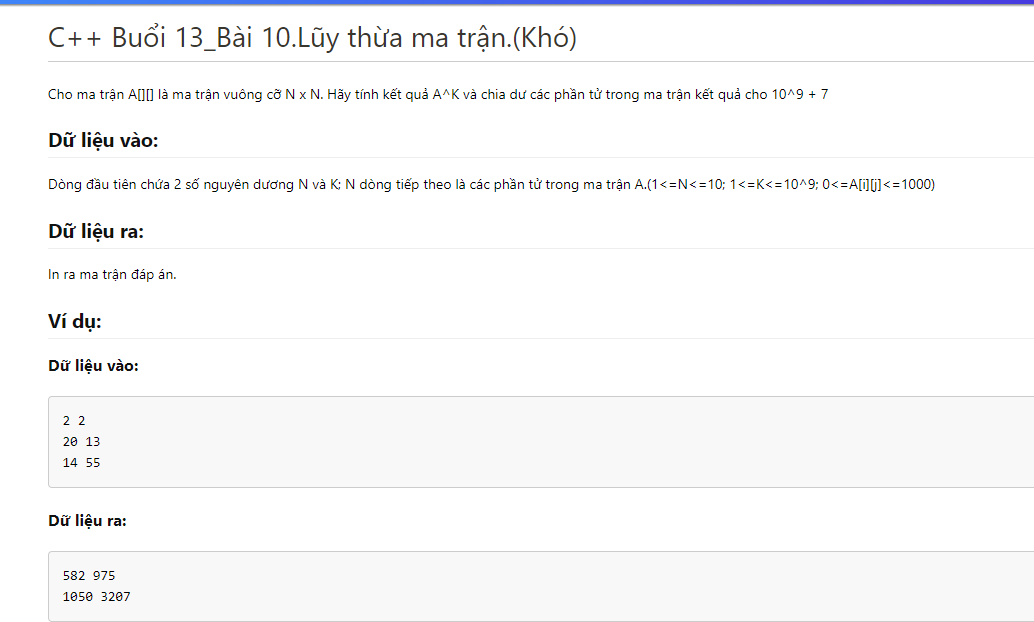 C++ Buổi 13_Bài 10.Lũy thừa ma trận.(Khó)
Cho ma trận A[][] là ma trận vuông cỡ N x N. Hãy tính kết quả A^K và chia dư các phần tử trong ma trận kết quả cho 10^9 + 7
Dữ liệu vào:
Dòng đầu tiên chứa 2 số nguyên dương N và K; N dòng tiếp theo là các phần tử trong ma trận A.(1<=N<=10; 1<=K<=10^9; 0<=A[i][j]<=1000)
Dữ liệu ra:
In ra ma trận đáp án.
Ví dụ:
Dữ liệu vào:
2 2
20 13
14 55
Dữ liệu ra:
582 975
1050 3207